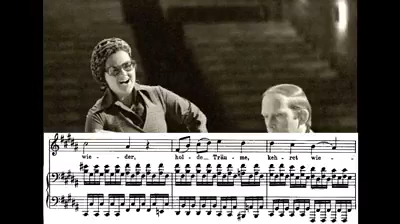 wie - der, hol - de Träu - me, keh - ret wie -